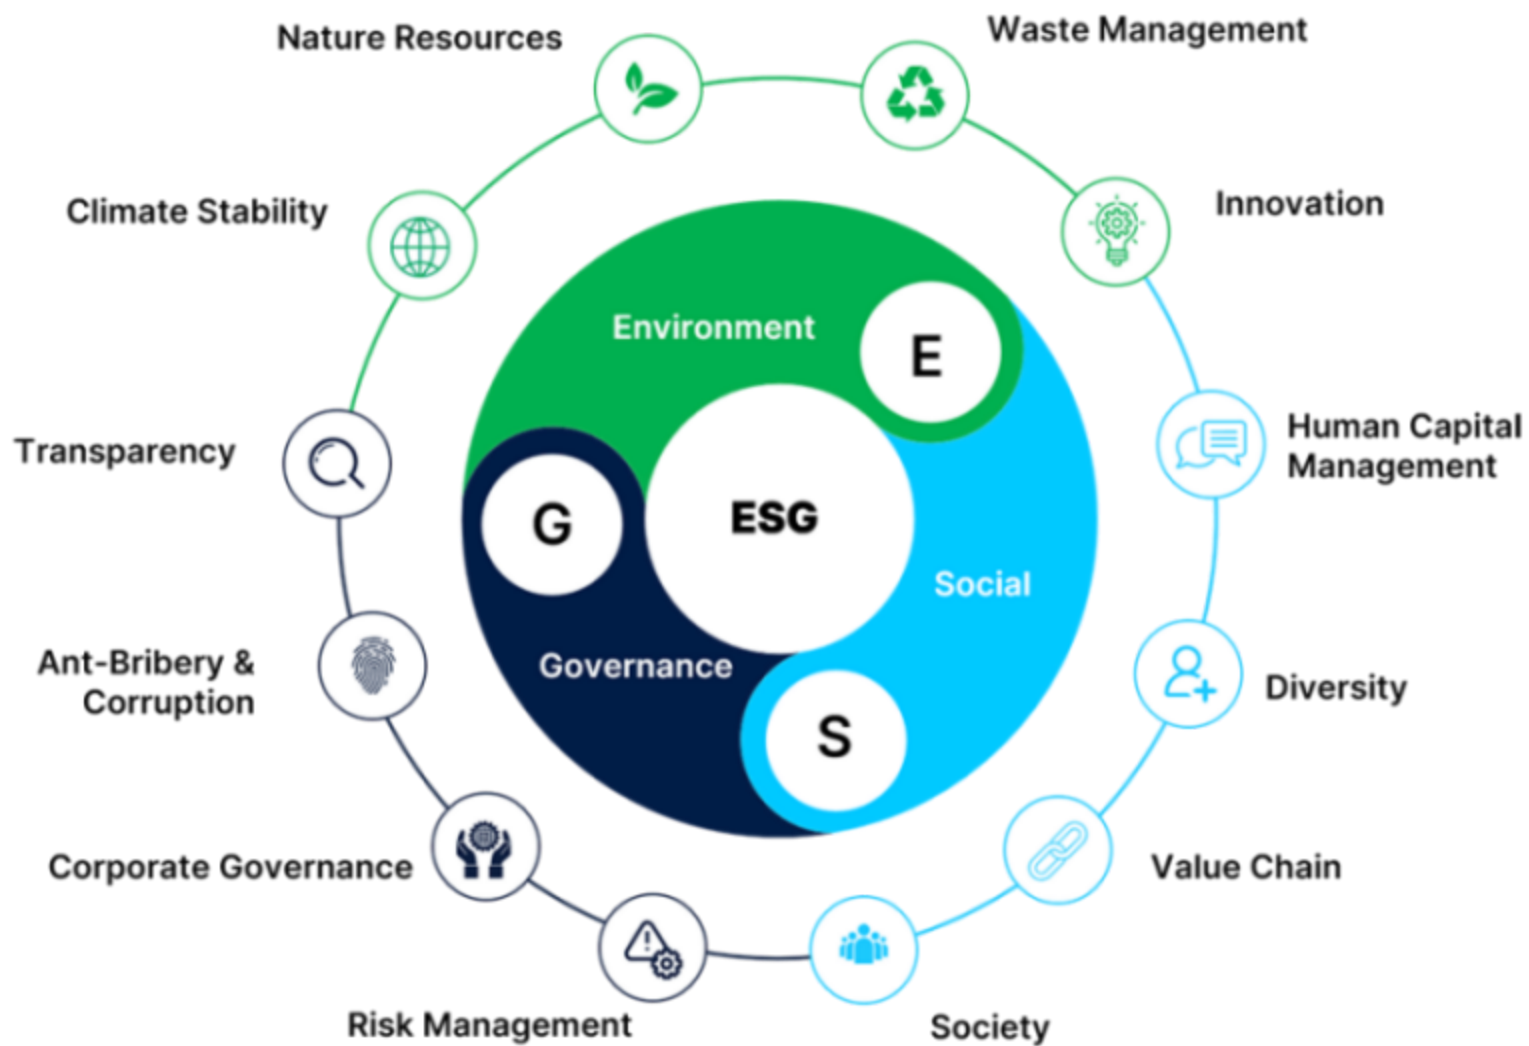 Nature Resources
Waste Management
Climate Stability
Innovation
Environment
E
Transparency
Human Capital
Management
G
ESG
Social
Ant-Bribery &
Corruption
Governance
Diversity
S
Corporate Governance
Value Chain
Risk Management
Society